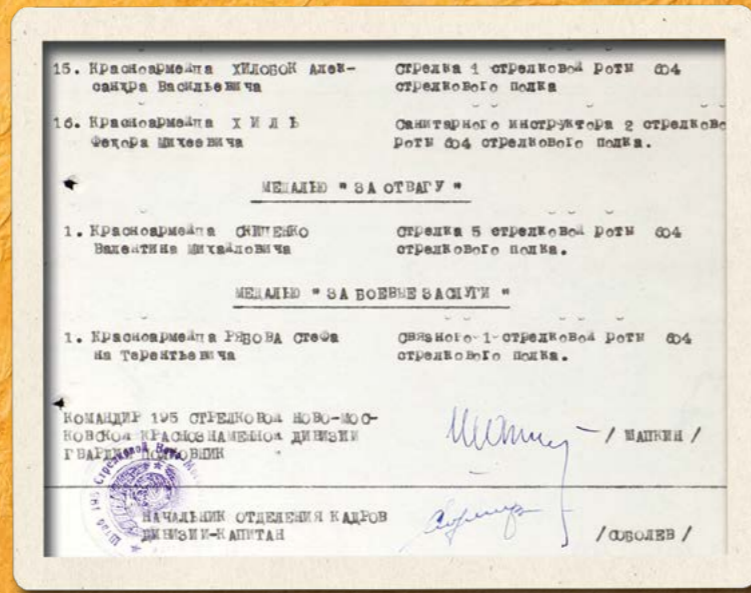 15. Красноармейца ХИЛОБОК Алек- Стрелка 1 стрелковой роты 604
сандра Васильевича стрелкового полка
16. Красноармейца Х И Л Ь Санитарного инструктора 2 стрелково
Федора Михеевича роты 604 стрелкового полка.
МЕДАЛЬЮ " ЗА ОТВАГУ "
1. Красноармейца Стрелка 5 стрелковой роты 604
Валентина Михайловича стрелкового полка.
МЕДАЛЬЮ " ЗА БОЕВЫЕ ЗАСЛУГИ "
1. Красноармейца РЯБОВА Стефа Связного-1-стрелковой роты 604
на Терентьевича стрелкового полка.
КОМАНДИР 195 СТРЕЛКОВОЙ НОВО-МОС-
КОВСКОЙ КРАСНОЗНАМЕННОЙ ДИВИЗИИ
ГВАРДИИ ПОЛКОВНИК / ШАПКИН /
НАЧАЛЬНИК ОТДЕЛЕНИЯ КАДРОВ
ДИВИЗИИ-КАПИТАН / СОБОЛЕВ /